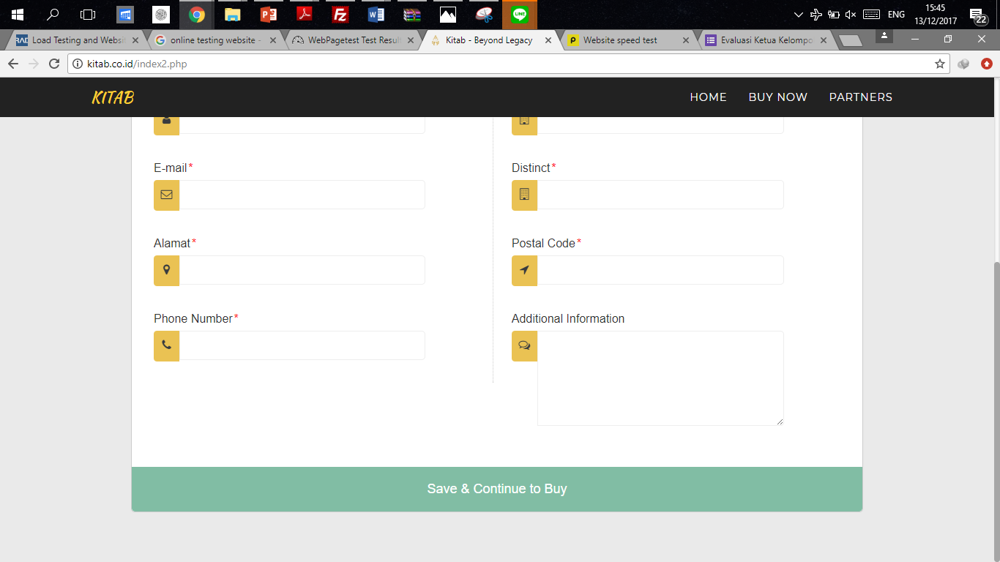 15:45
ENG
13/12/2017
22
Load Testing and Websi
online testing website -
WebPagetest Test Result
Kitab - Beyond Legacy
Website speed test
Evaluasi Ketua Kelompo
kitab.co.id/index2.php
KITAB
HOME
BUY NOW
PARTNERS
E-mail*
Distinct*
Alamat*
Postal Code*
Phone Number*
Additional Information
Save & Continue to Buy